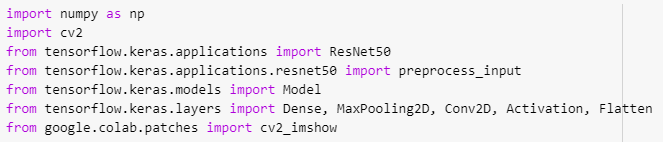 import numpy as np
import cv2
from tensorflow.keras.applications import ResNet50
from tensorflow.keras.applications.resnet50 import preprocess_input
from tensorflow.keras.models import Model
from tensorflow.keras.layers import Dense, MaxPooling2D, Conv2D, Activation, Flatten
from google.colab.patches import cv2_imshow